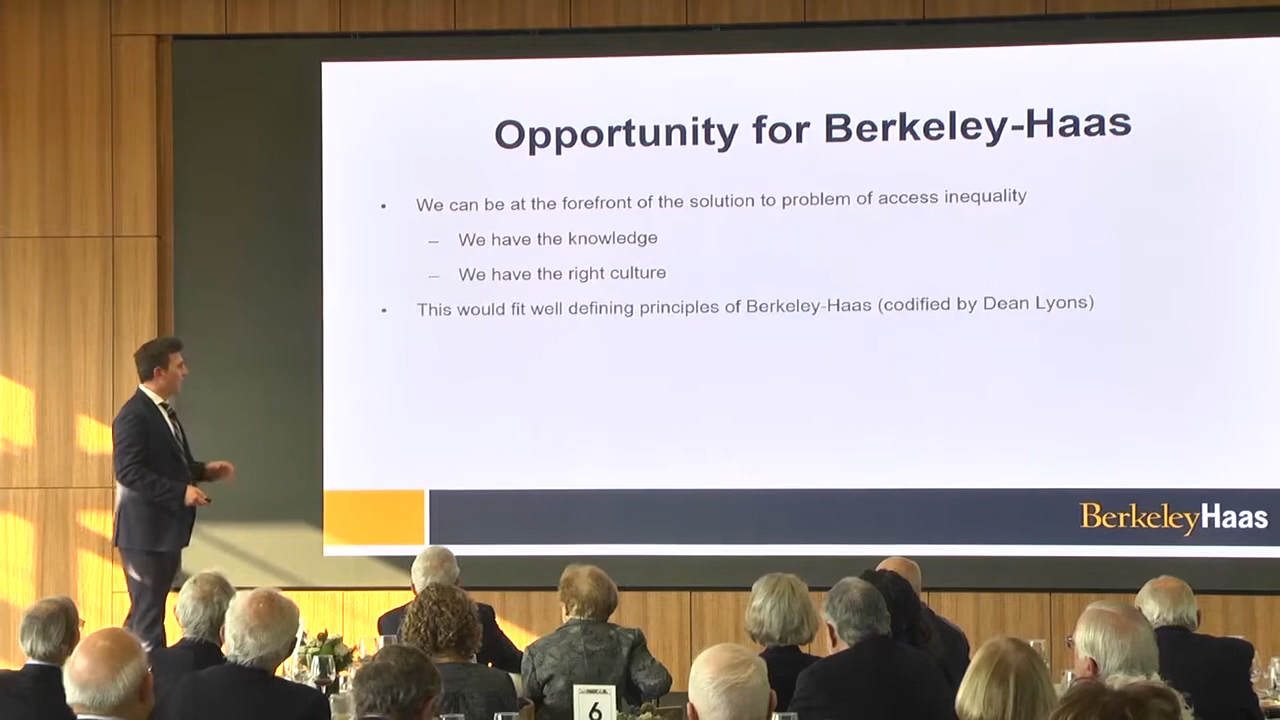 Opportunity for Berkeley-Haas
• We can be at the forefront of the solution to problem of access inequality
– We have the knowledge
– We have the right culture
• This would fit well defining principles of Berkeley-Haas (codified by Dean Lyons)
BerkeleyHaas
6